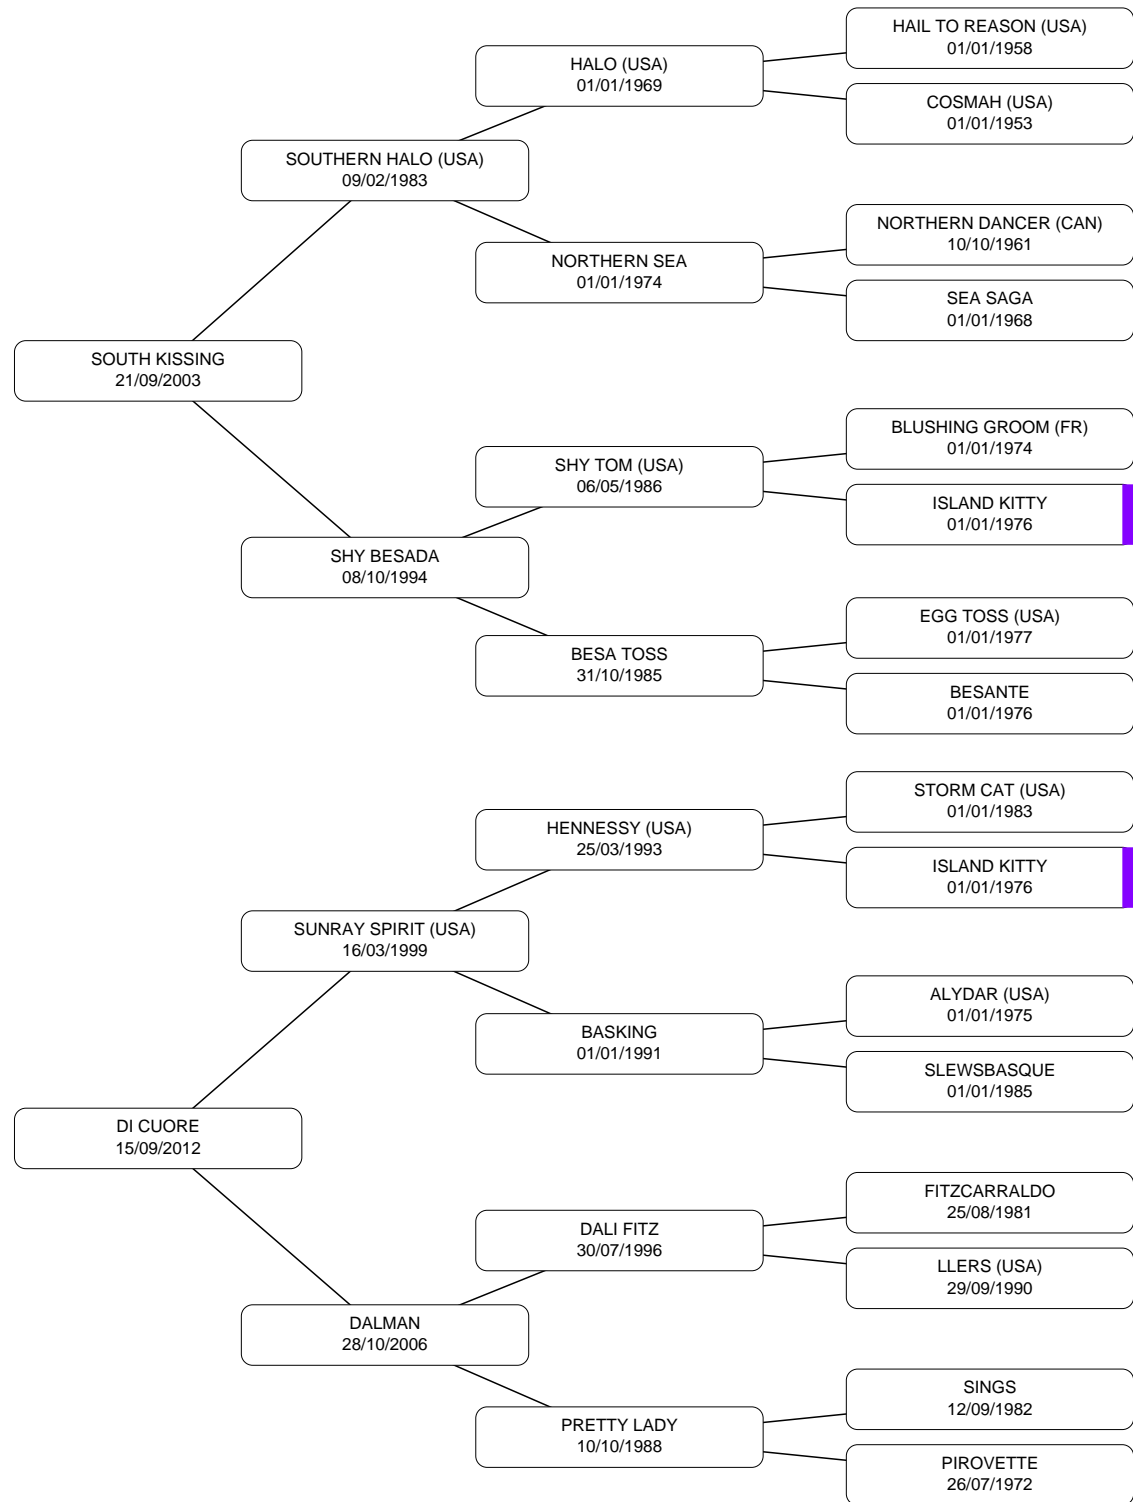 HAIL TO REASON (USA)
01/01/1958
HALO (USA)
01/01/1969
COSMAH (USA)
01/01/1953
SOUTHERN HALO (USA)
09/02/1983
NORTHERN DANCER (CAN)
10/10/1961
NORTHERN SEA
01/01/1974
SEA SAGA
01/01/1968
SOUTH KISSING
21/09/2003
BLUSHING GROOM (FR)
01/01/1974
SHY TOM (USA)
06/05/1986
ISLAND KITTY
01/01/1976
SHY BESADA
08/10/1994
EGG TOSS (USA)
01/01/1977
BESA TOSS
31/10/1985
BESANTE
01/01/1976
STORM CAT (USA)
01/01/1983
HENNESSY (USA)
25/03/1993
ISLAND KITTY
01/01/1976
SUNRAY SPIRIT (USA)
16/03/1999
ALYDAR (USA)
01/01/1975
BASKING
01/01/1991
SLEWSBASQUE
01/01/1985
DI CUORE
15/09/2012
FITZCARRALDO
25/08/1981
DALI FITZ
30/07/1996
LLERS (USA)
29/09/1990
DALMAN
28/10/2006
SINGS
12/09/1982
PRETTY LADY
10/10/1988
PIROVETTE
26/07/1972